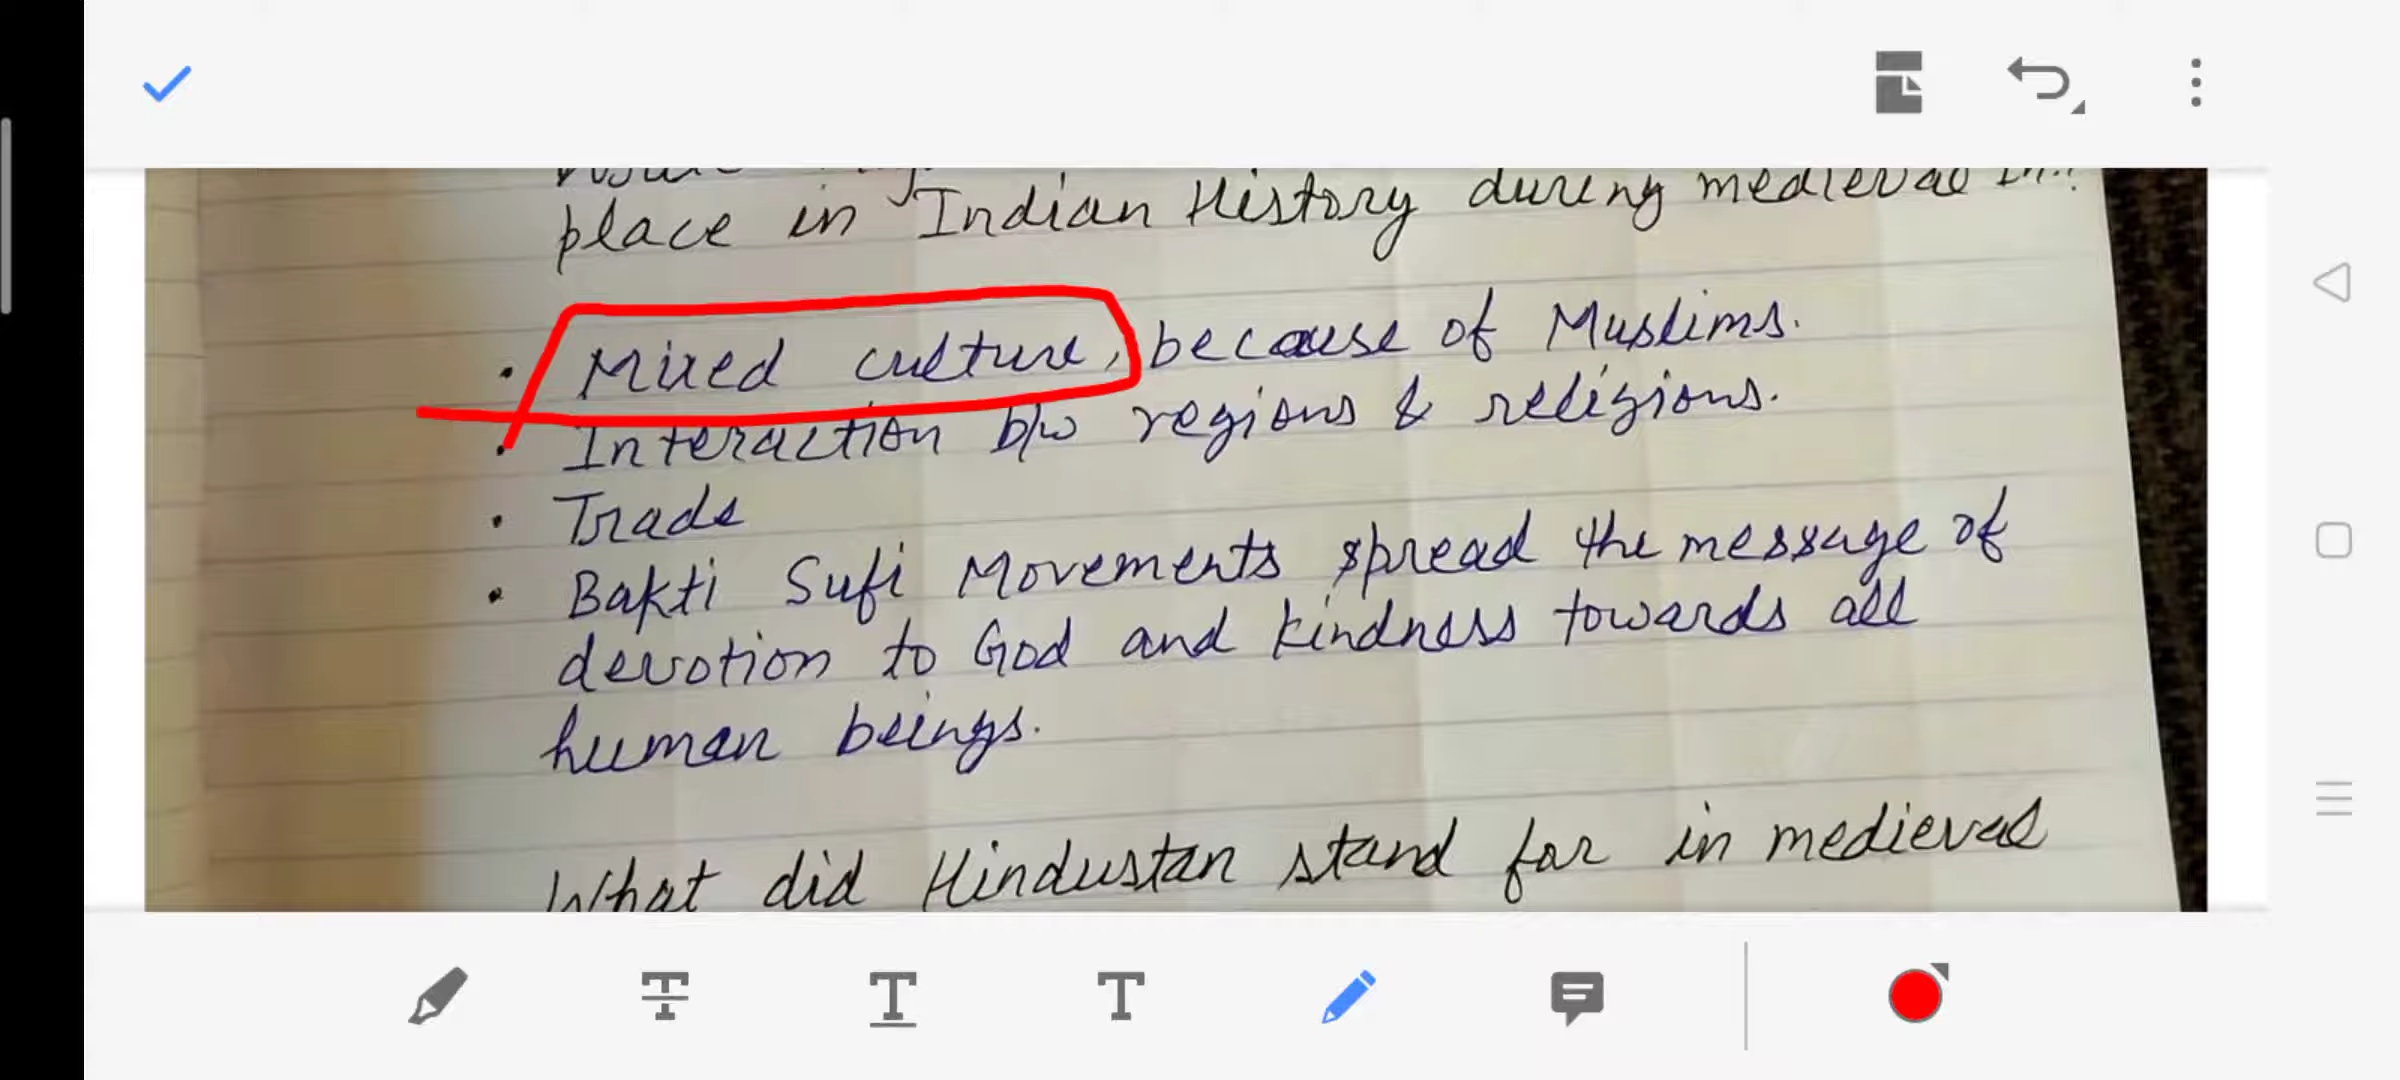 place in Indian History during medieval
• Mixed culture, because of Muslims.
• Interaction b/w regions & religions.
• Trade
• Bakti Sufi Movements spread the message of
devotion to God and kindness towards all
human beings.
What did Hindustan stand for in medieval